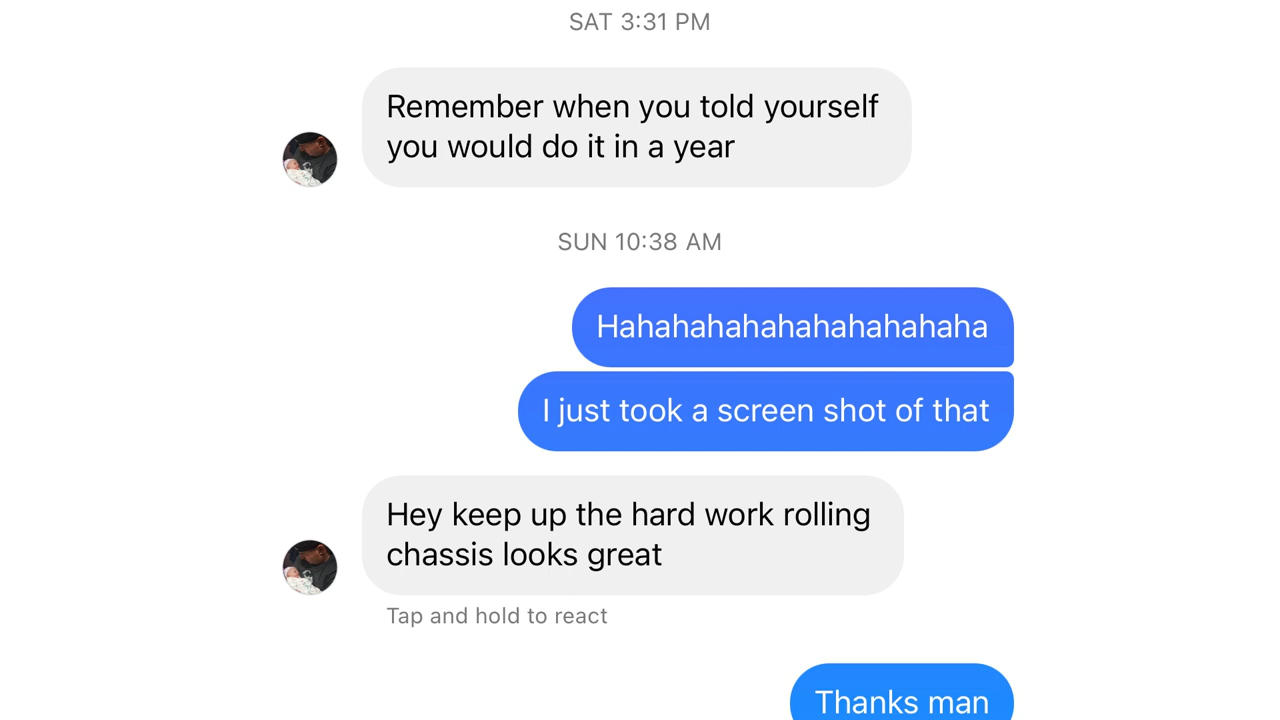 SAT 3:31 PM
Remember when you told yourself
you would do it in a year
SUN 10:38 AM
Hahahahahahahahahahaha
I just took a screen shot of that
Hey keep up the hard work rolling
chassis looks great
Tap and hold to react
Thanks man